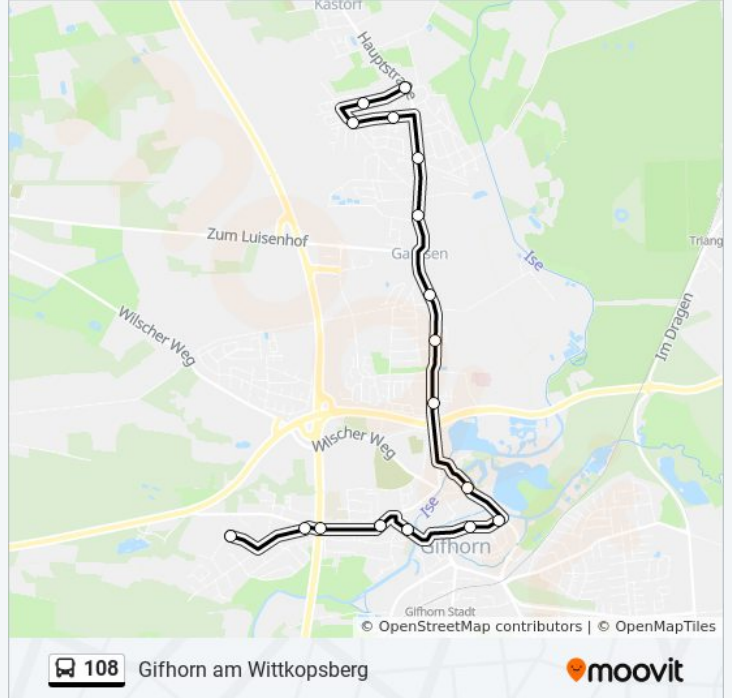 Kästorf
Hauptstraße
Zum Luisenhof
Gamsen
Triang
Ise
Wilscher Weg
Im Dragen
Wilscher Weg
Ise
Gifhorn
Gifhorn Stadt
© OpenStreetMap contributors | © OpenMapTiles
108 Gifhorn am Wittkopsberg moovit